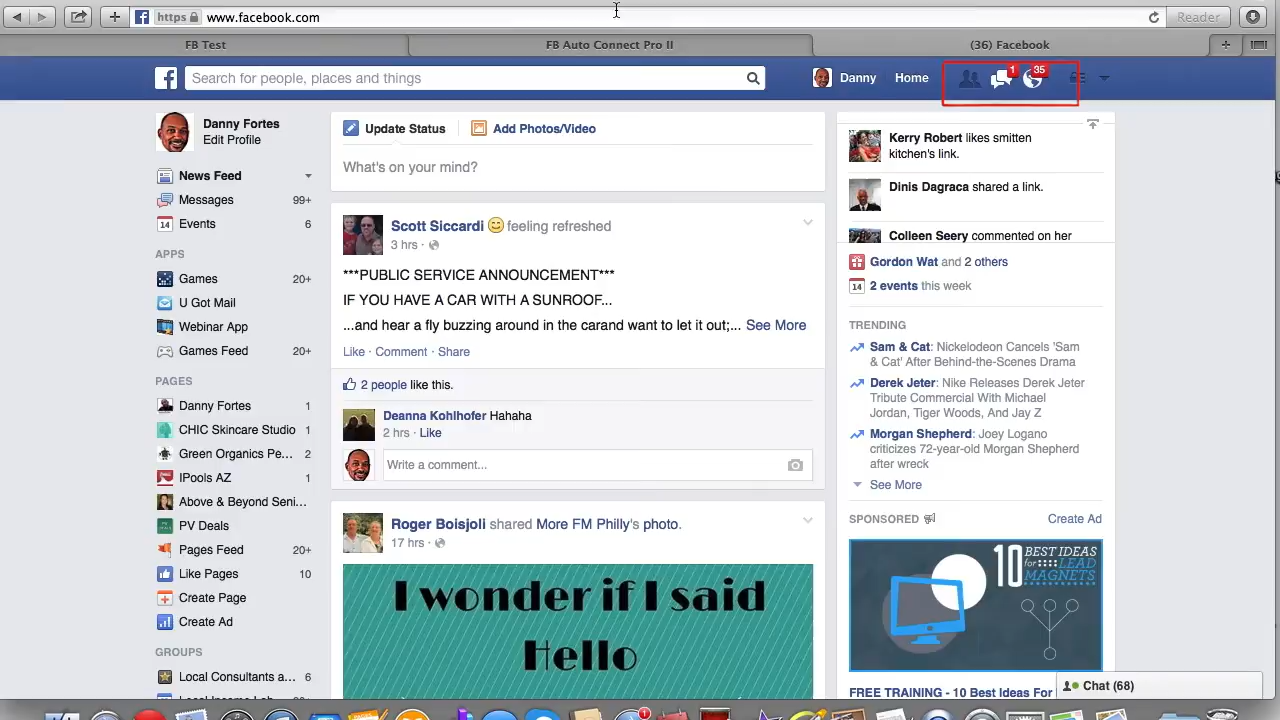 https www.facebook.com Reader
FB Test FB Auto Connect Pro II (36) Facebook
Search for people, places and things
Danny Home 1 35
Danny Fortes
Edit Profile
News Feed
Messages 99+
14 Events 6
APPS
Games 20+
U Got Mail
Webinar App
Games Feed 20+
PAGES
Danny Fortes 1
CHIC Skincare Studio 1
Green Organics Pe... 2
IPools AZ 1
Above & Beyond Seni...
PV Deals
Pages Feed 20+
Like Pages 10
Create Page
Create Ad
GROUPS
Local Consultants a... 6
Update Status Add Photos/Video
What's on your mind?
Scott Siccardi feeling refreshed
3 hrs ·
***PUBLIC SERVICE ANNOUNCEMENT***
IF YOU HAVE A CAR WITH A SUNROOF...
...and hear a fly buzzing around in the carand want to let it out;... See More
Like · Comment · Share
2 people like this.
Deanna Kohlhofer Hahaha
2 hrs · Like
Write a comment...
Roger Boisjoli shared More FM Philly's photo.
17 hrs ·
I wonder if I said
Hello
Kerry Robert likes smitten
kitchen's link.
Dinis Dagraca shared a link.
Colleen Seery commented on her
Gordon Wat and 2 others
14 2 events this week
TRENDING
Sam & Cat: Nickelodeon Cancels 'Sam
& Cat' After Behind-the-Scenes Drama
Derek Jeter: Nike Releases Derek Jeter
Tribute Commercial With Michael
Jordan, Tiger Woods, And Jay Z
Morgan Shepherd: Joey Logano
criticizes 72-year-old Morgan Shepherd
after wreck
See More
SPONSORED Create Ad
10 BEST IDEAS
for LEAD
MAGNETS
FREE TRAINING - 10 Best Ideas For
Chat (68)
1